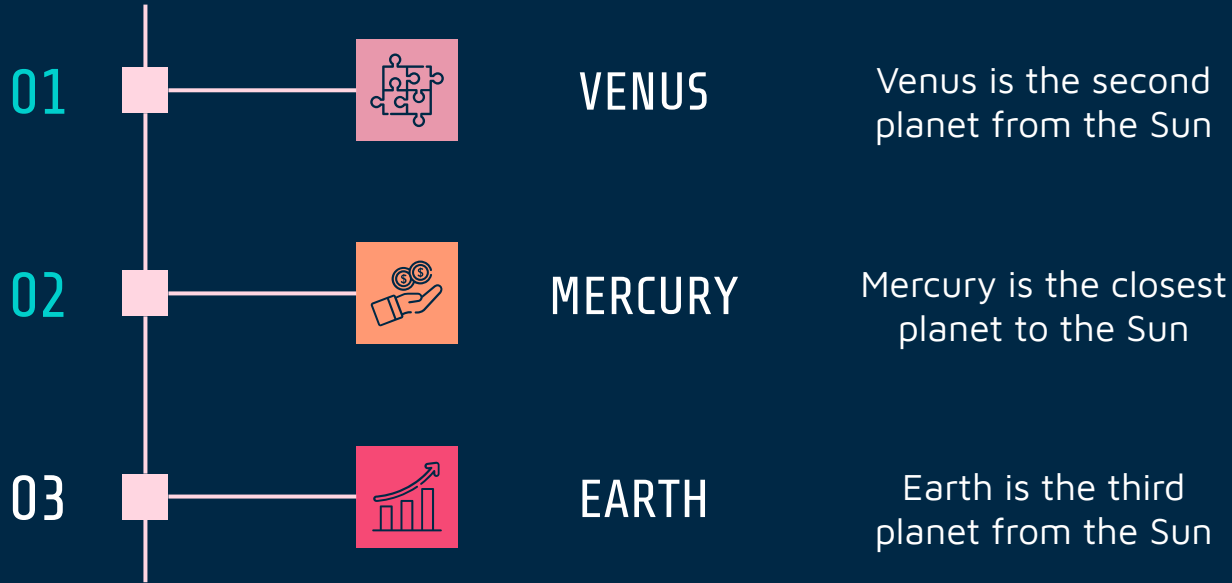 01
VENUS
Venus is the second
planet from the Sun
02
MERCURY
Mercury is the closest
planet to the Sun
03
EARTH
Earth is the third
planet from the Sun